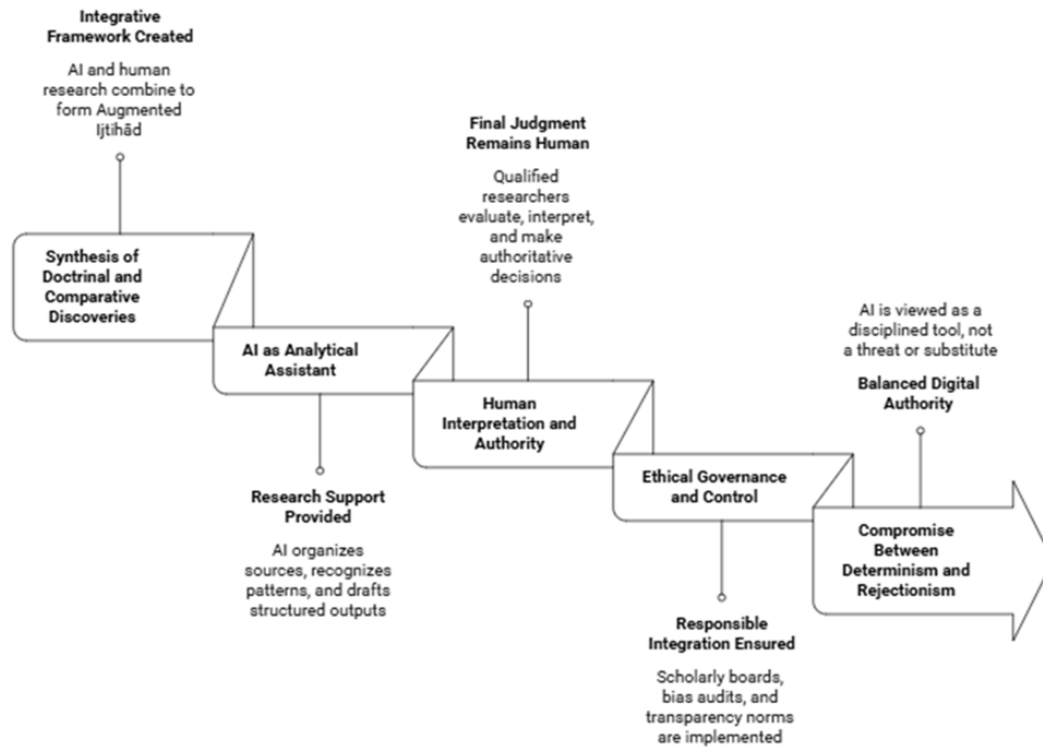 Integrative
Framework Created
AI and human
research combine to
form Augmented
Ijtihād
Synthesis of
Doctrinal and
Comparative
Discoveries
AI as Analytical
Assistant
Research Support
Provided
AI organizes
sources, recognizes
patterns, and drafts
structured outputs
Final Judgment
Remains Human
Qualified
researchers
evaluate, interpret,
and make
authoritative
decisions
Human
Interpretation and
Authority
Ethical Governance
and Control
Responsible
Integration Ensured
Scholarly boards,
bias audits, and
transparency norms
are implemented
AI is viewed as a
disciplined tool, not
a threat or substitute
Balanced Digital
Authority
Compromise
Between
Determinism and
Rejectionism